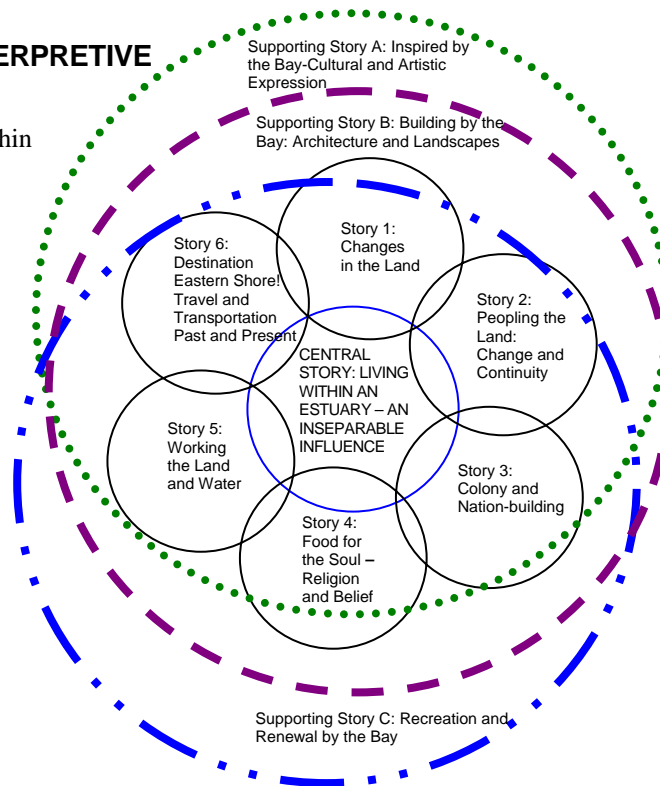 ERPRETIVE
hin
Supporting Story A: Inspired by
the Bay-Cultural and Artistic
Expression
Supporting Story B: Building by the
Bay: Architecture and Landscapes
Story 1:
Changes
in the Land
Story 6:
Destination
Eastern Shore!
Travel and
Transportation
Past and Present
Story 2:
Peopling the
Land:
Change and
Continuity
CENTRAL
STORY: LIVING
WITHIN AN
ESTUARY – AN
INSEPARABLE
INFLUENCE
Story 5:
Working
the Land
and Water
Story 3:
Colony and
Nation-building
Story 4:
Food for
the Soul –
Religion
and Belief
Supporting Story C: Recreation and
Renewal by the Bay